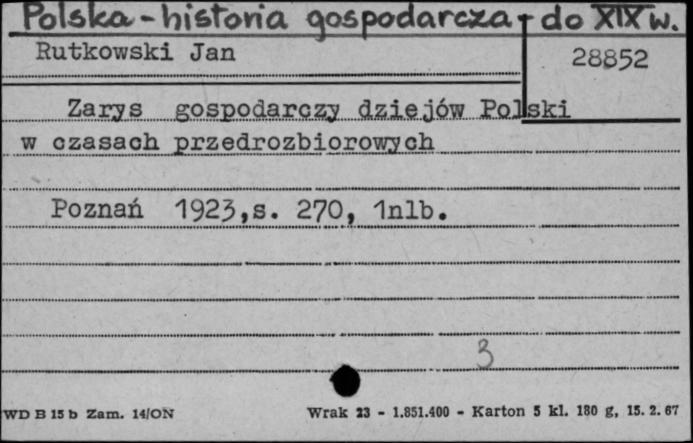 Polska - historia gospodarcza - do XIX w.
Rutkowski Jan
28852
Zarys gospodarczy dziejów Polski
w czasach przedrozbiorowych
Poznań 1923,s. 270, 1nlb.
3
WD B 15 b Zam. 14/ON
Wrak 23 - 1.851.400 - Karton 5 kl. 180 g, 15. 2. 67